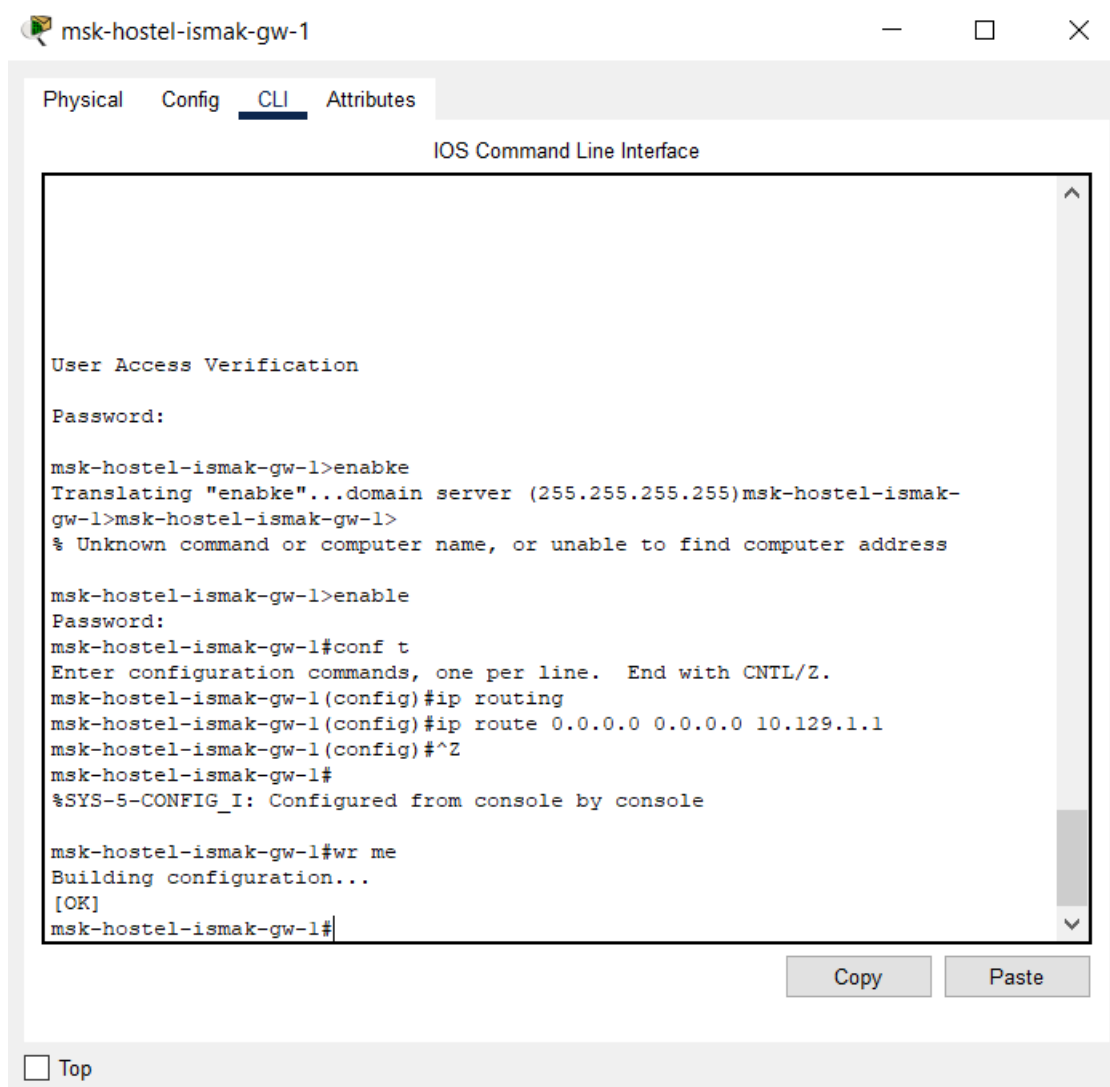 msk-hostel-ismak-gw-1
Physical Config CLI Attributes
IOS Command Line Interface
User Access Verification
Password:
msk-hostel-ismak-gw-1>enabke
Translating "enabke"...domain server (255.255.255.255)msk-hostel-ismak-
gw-1>msk-hostel-ismak-gw-1>
% Unknown command or computer name, or unable to find computer address
msk-hostel-ismak-gw-1>enable
Password:
msk-hostel-ismak-gw-1#conf t
Enter configuration commands, one per line.  End with CNTL/Z.
msk-hostel-ismak-gw-1(config)#ip routing
msk-hostel-ismak-gw-1(config)#ip route 0.0.0.0 0.0.0.0 10.129.1.1
msk-hostel-ismak-gw-1(config)#^Z
msk-hostel-ismak-gw-1#
%SYS-5-CONFIG_I: Configured from console by console
msk-hostel-ismak-gw-1#wr me
Building configuration...
[OK]
msk-hostel-ismak-gw-1#
Copy Paste
Top